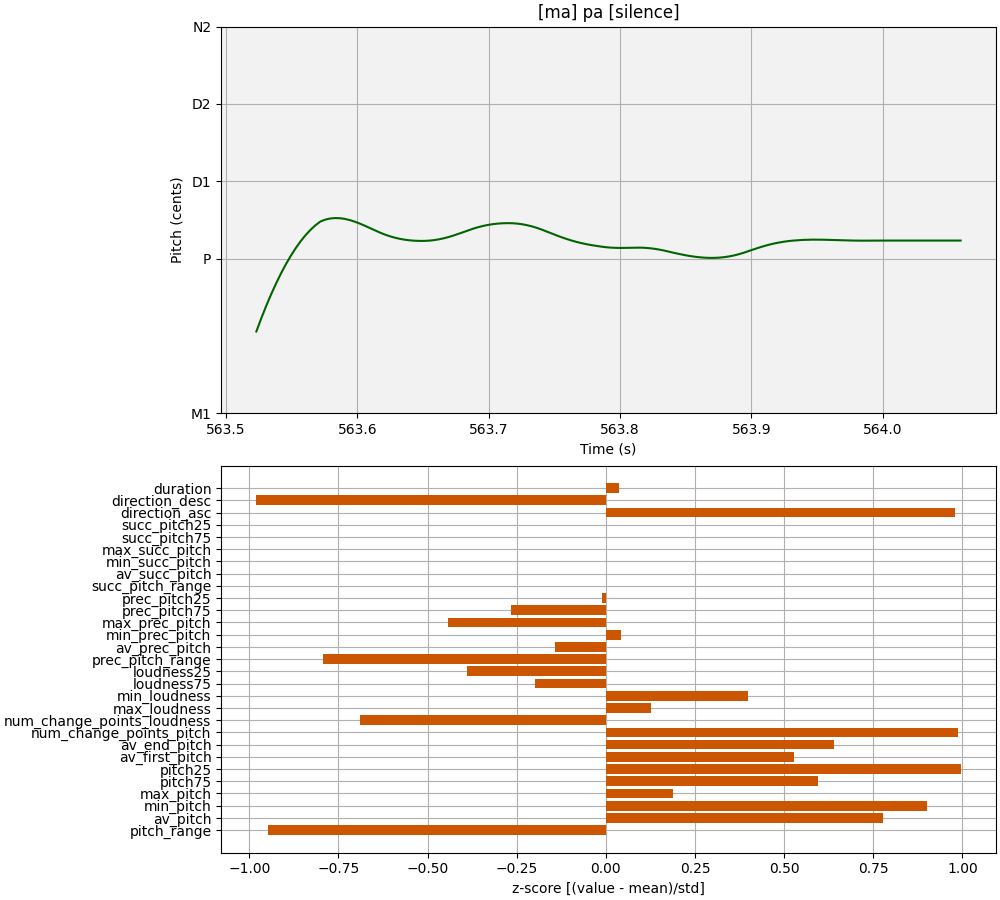 [ma] pa [silence]
N2
D2
D1
P
M1
Pitch (cents)
563.5 563.6 563.7 563.8 563.9 564.0
Time (s)
duration
direction_desc
direction_asc
succ_pitch25
succ_pitch75
max_succ_pitch
min_succ_pitch
av_succ_pitch
succ_pitch_range
prec_pitch25
prec_pitch75
max_prec_pitch
min_prec_pitch
av_prec_pitch
prec_pitch_range
loudness25
loudness75
min_loudness
max_loudness
num_change_points_loudness
num_change_points_pitch
av_end_pitch
av_first_pitch
pitch25
pitch75
max_pitch
min_pitch
av_pitch
pitch_range
−1.00 −0.75 −0.50 −0.25 0.00 0.25 0.50 0.75 1.00
z-score [(value - mean)/std]